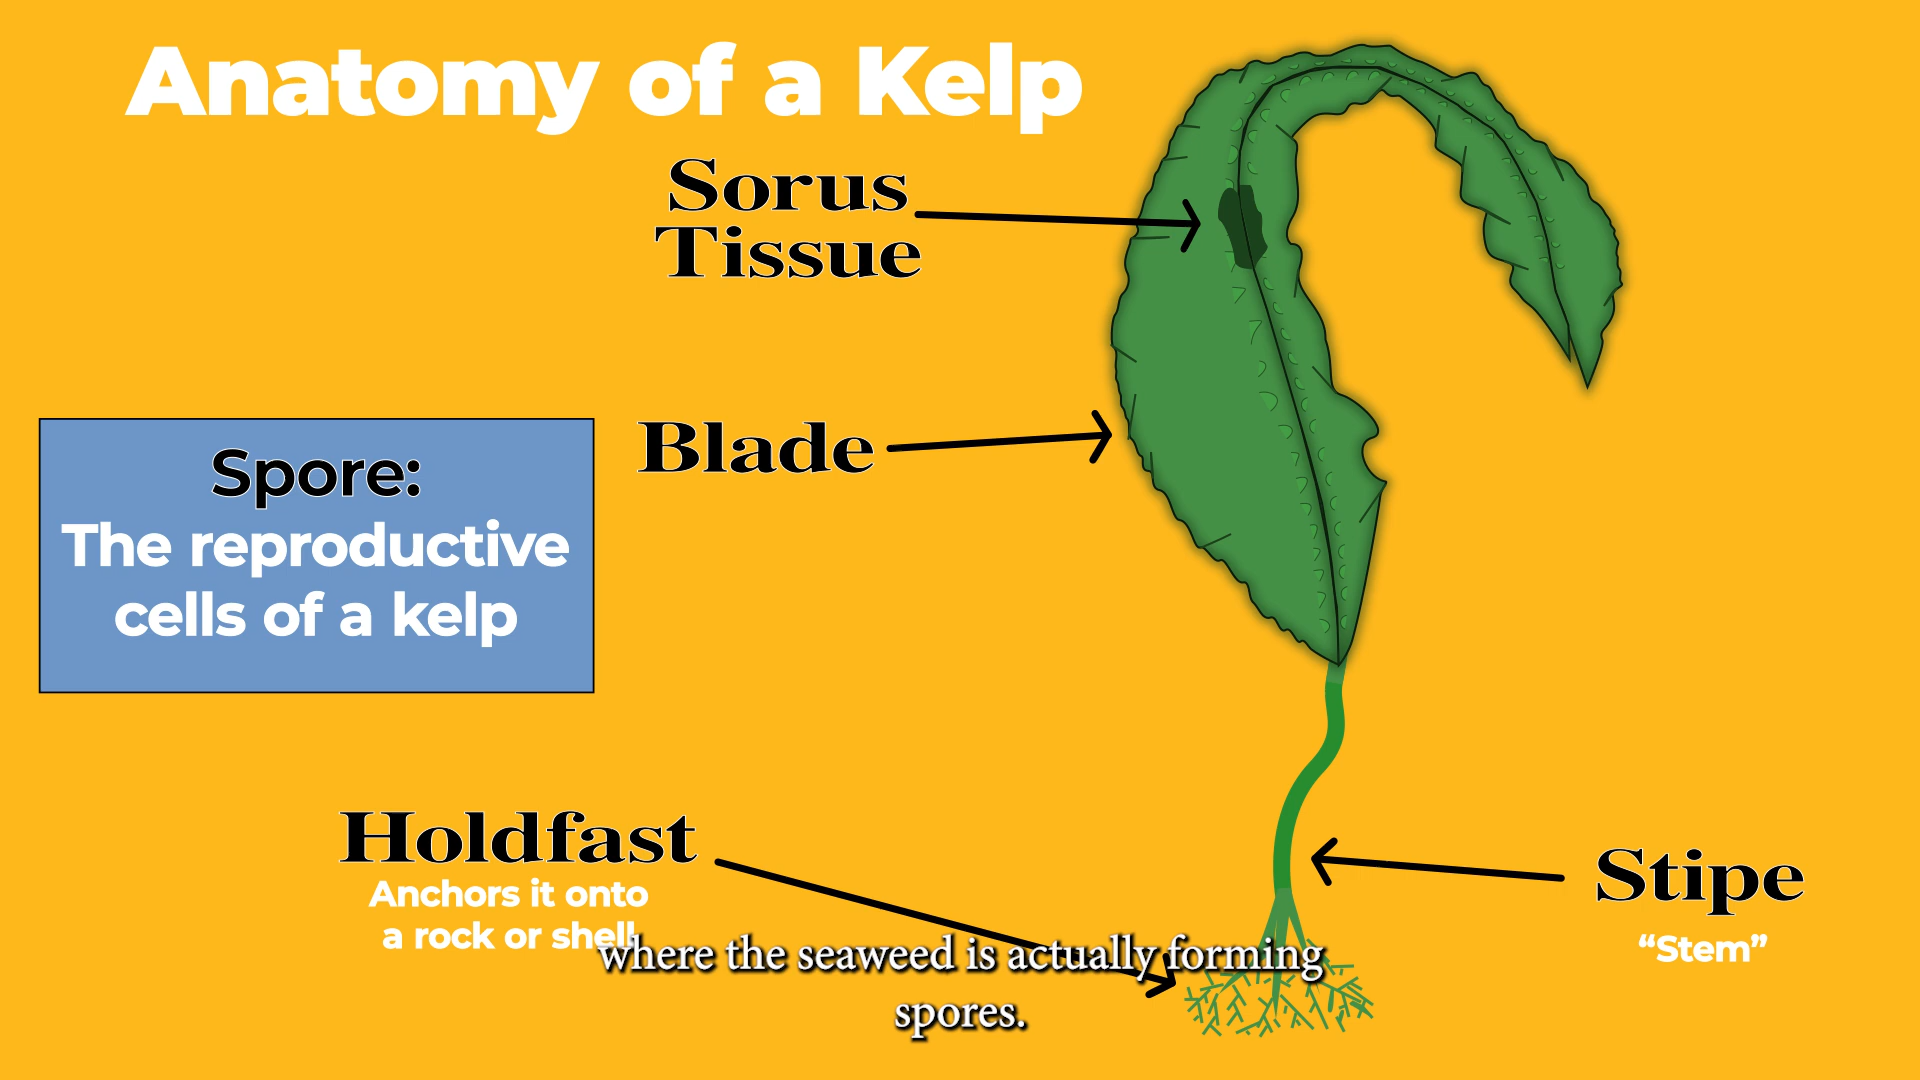 Anatomy of a Kelp
Sorus
Tissue
Blade
Spore:
The reproductive
cells of a kelp
Holdfast
Anchors it onto
a rock or shell
Stipe
“Stem”
where the seaweed is actually forming
spores.